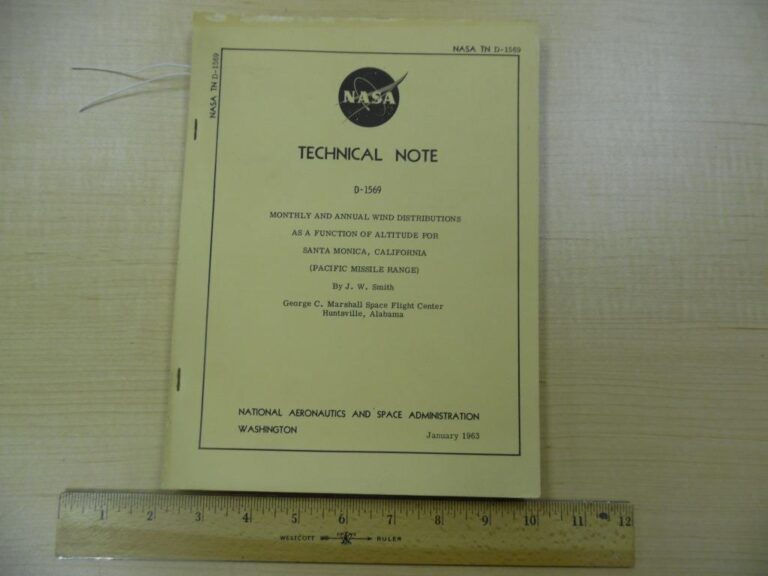 NASA TN D-1569
NASA TN D-1569
NASA
TECHNICAL NOTE
D-1569
MONTHLY AND ANNUAL WIND DISTRIBUTIONS
AS A FUNCTION OF ALTITUDE FOR
SANTA MONICA, CALIFORNIA
(PACIFIC MISSILE RANGE)
By J. W. Smith
George C. Marshall Space Flight Center
Huntsville, Alabama
NATIONAL AERONAUTICS AND SPACE ADMINISTRATION
WASHINGTON
January 1963
1 2 3 4 5 6 7 8 9 10 11 12
WESTCOTT RULER